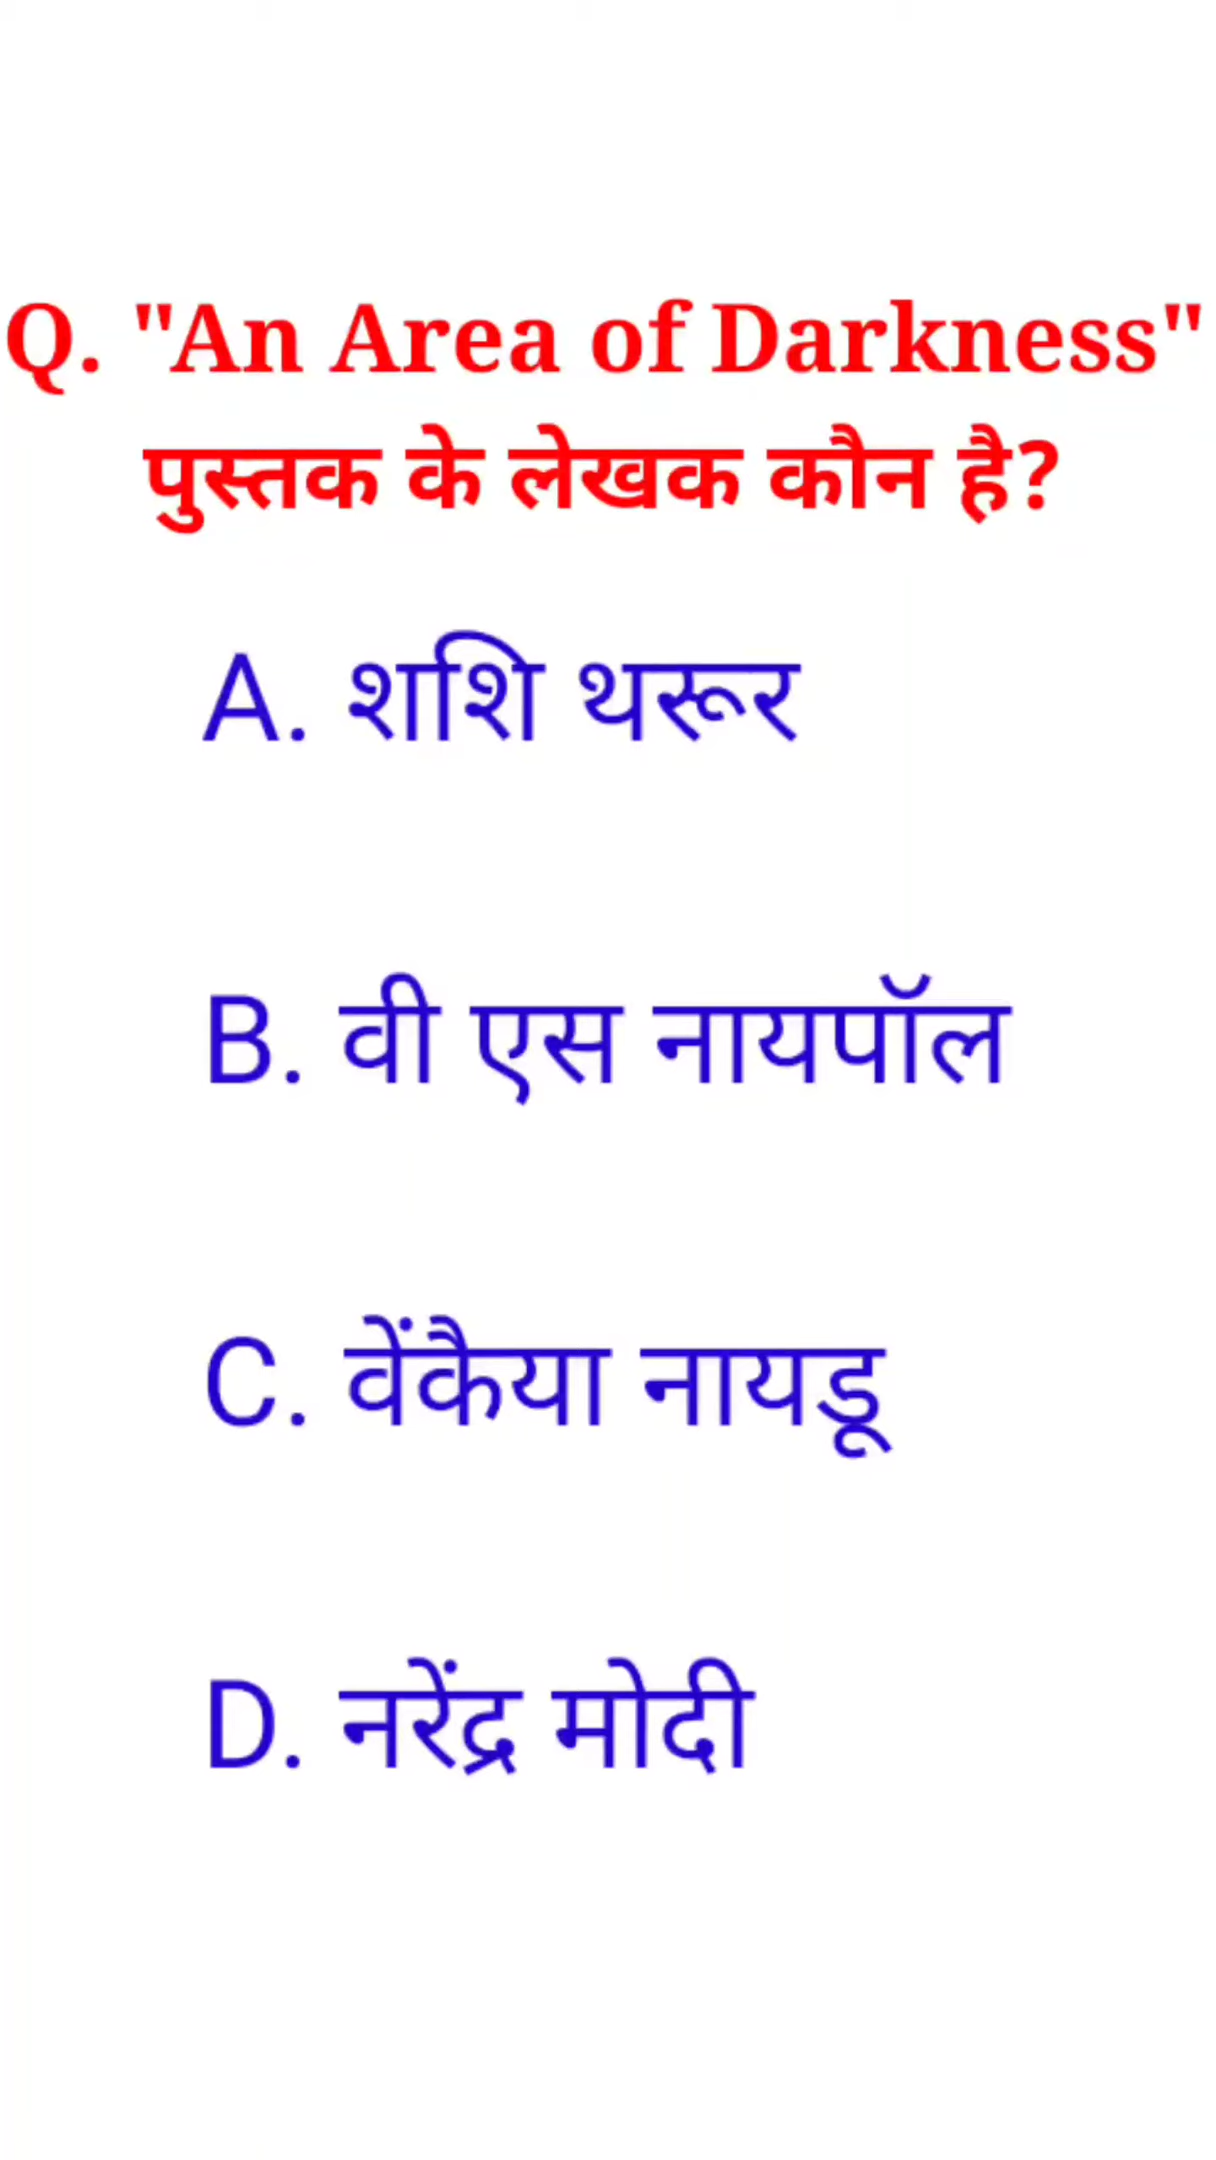 Q. "An Area of Darkness"
पुस्तक के लेखक कौन है?
A. शशि थरूर
B. वी एस नायपॉल
C. वेंकैया नायडू
D. नरेंद्र मोदी